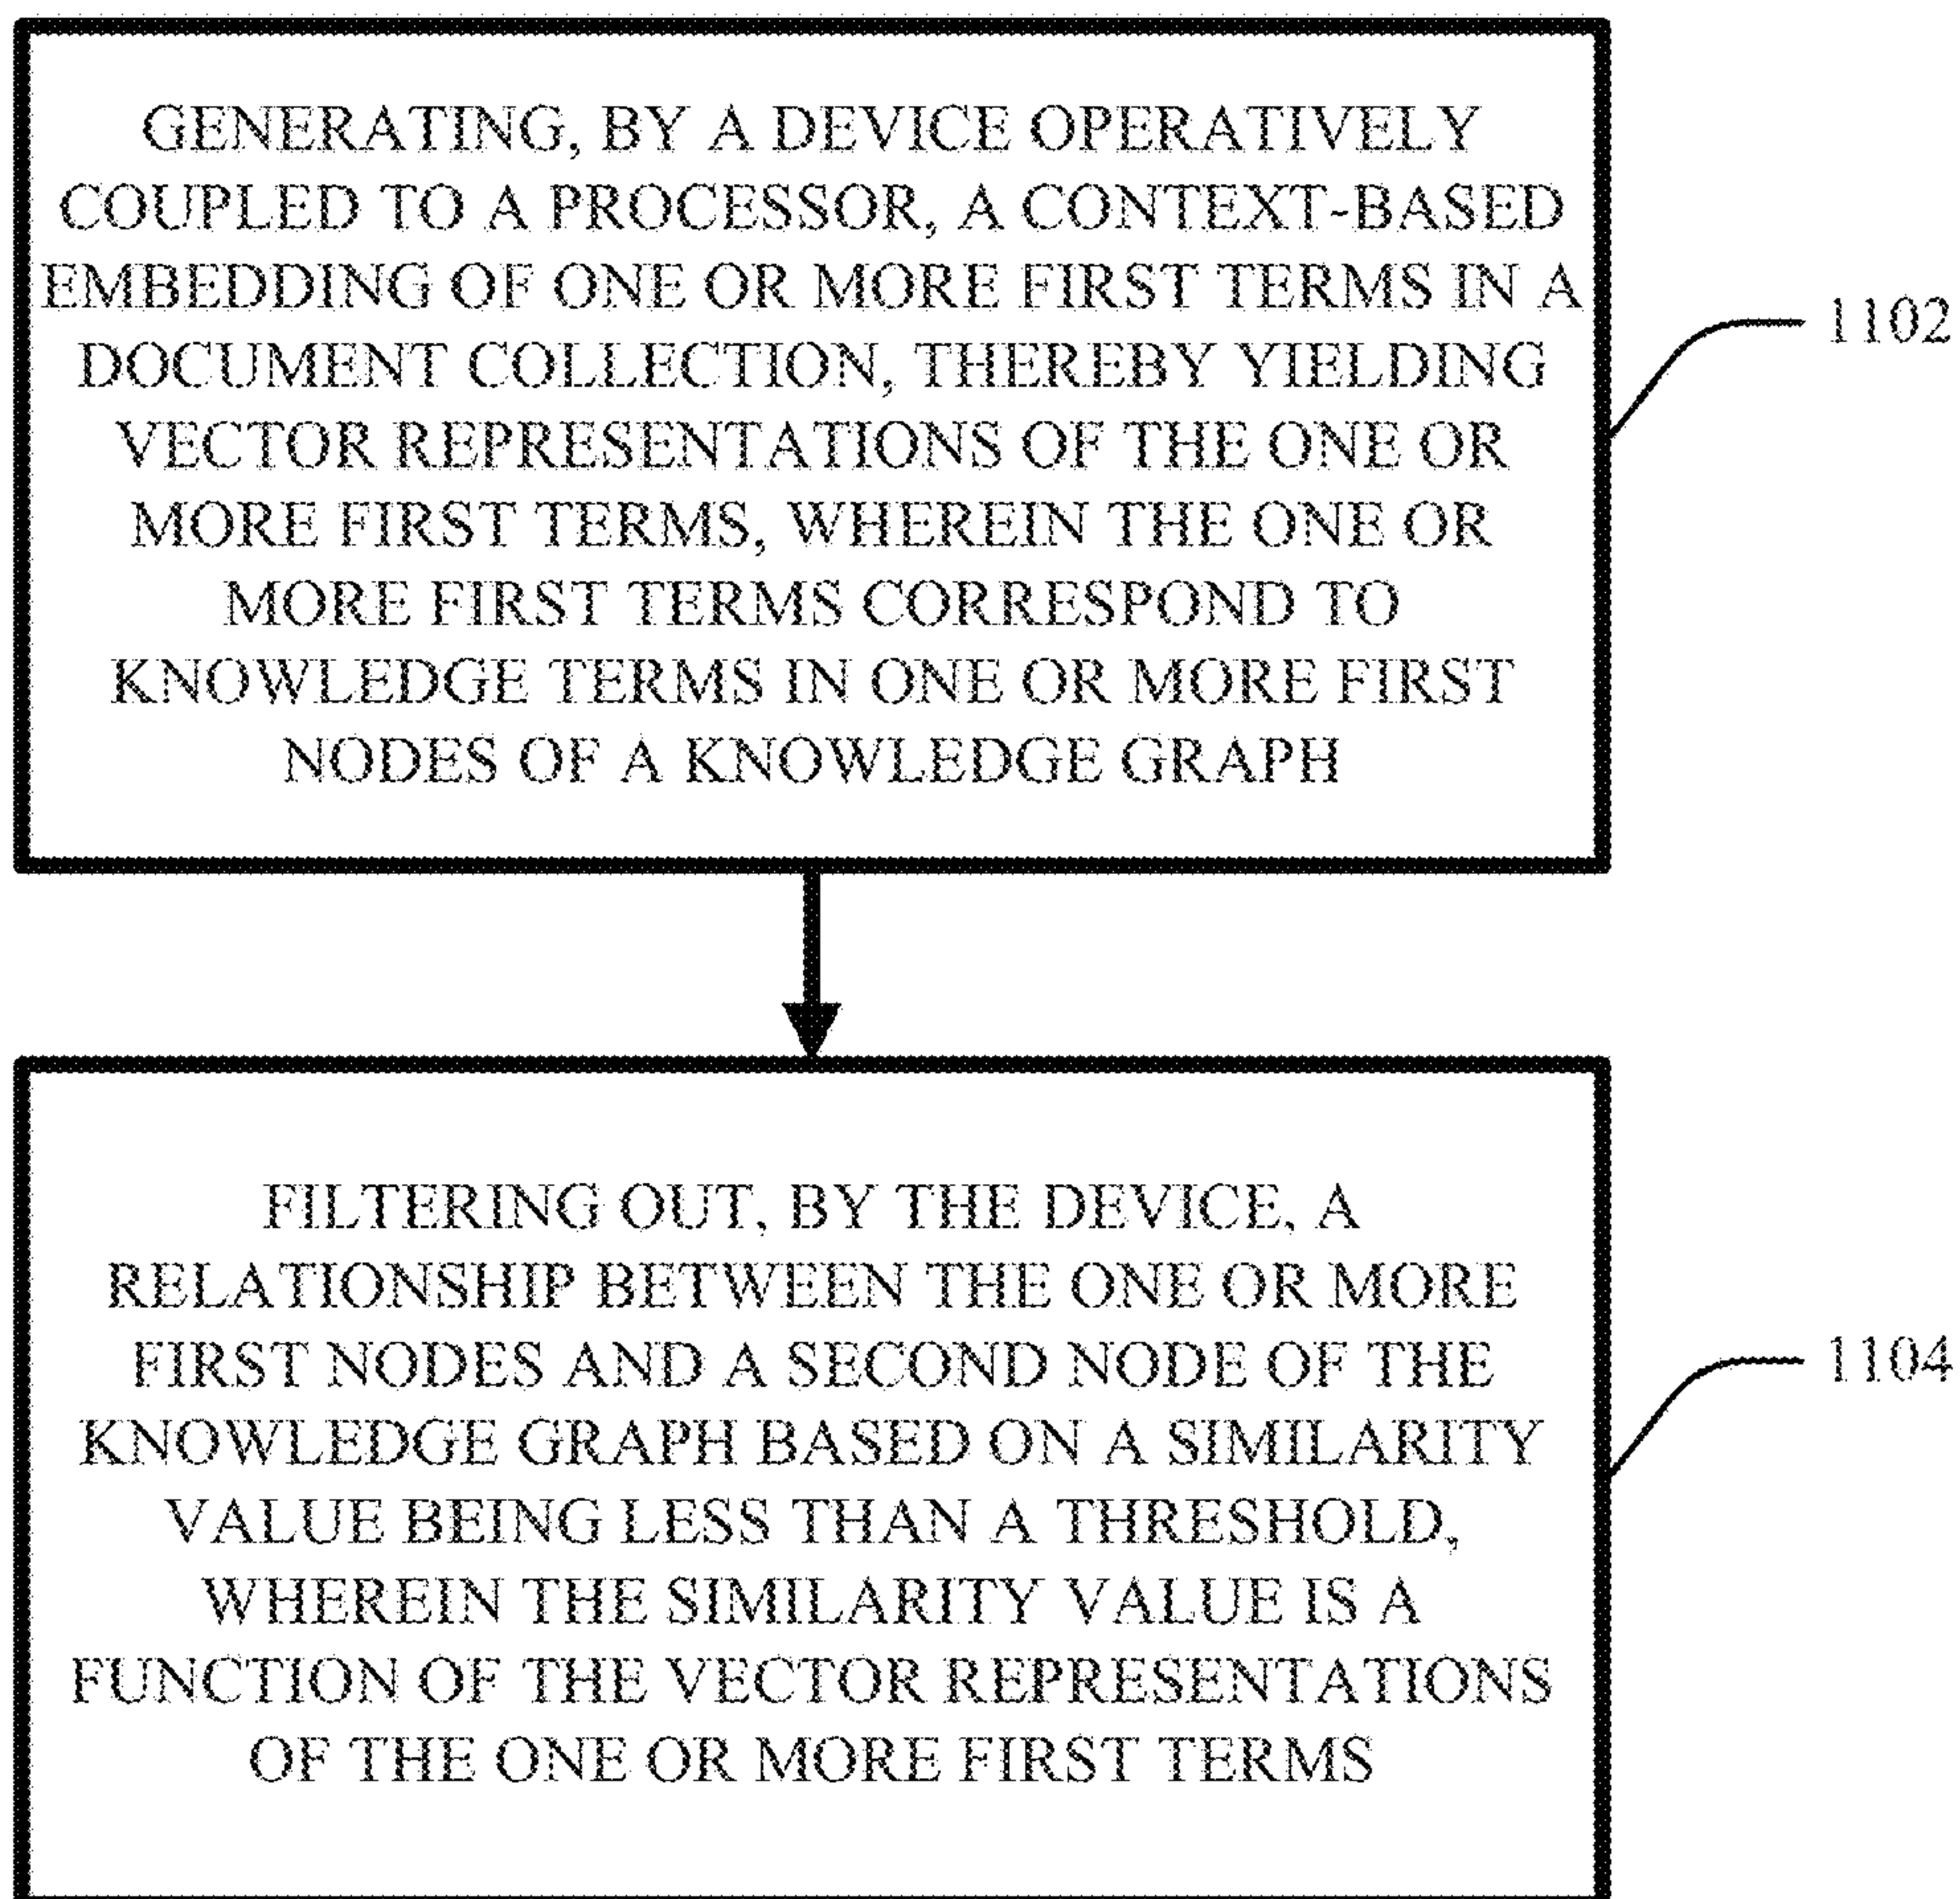 GENERATING, BY A DEVICE OPERATIVELY
COUPLED TO A PROCESSOR, A CONTEXT-BASED
EMBEDDING OF ONE OR MORE FIRST TERMS IN A
DOCUMENT COLLECTION, THEREBY YIELDING
VECTOR REPRESENTATIONS OF THE ONE OR
MORE FIRST TERMS, WHEREIN THE ONE OR
MORE FIRST TERMS CORRESPOND TO
KNOWLEDGE TERMS IN ONE OR MORE FIRST
NODES OF A KNOWLEDGE GRAPH
1102
FILTERING OUT, BY THE DEVICE, A
RELATIONSHIP BETWEEN THE ONE OR MORE
FIRST NODES AND A SECOND NODE OF THE
KNOWLEDGE GRAPH BASED ON A SIMILARITY
VALUE BEING LESS THAN A THRESHOLD,
WHEREIN THE SIMILARITY VALUE IS A
FUNCTION OF THE VECTOR REPRESENTATIONS
OF THE ONE OR MORE FIRST TERMS
1104